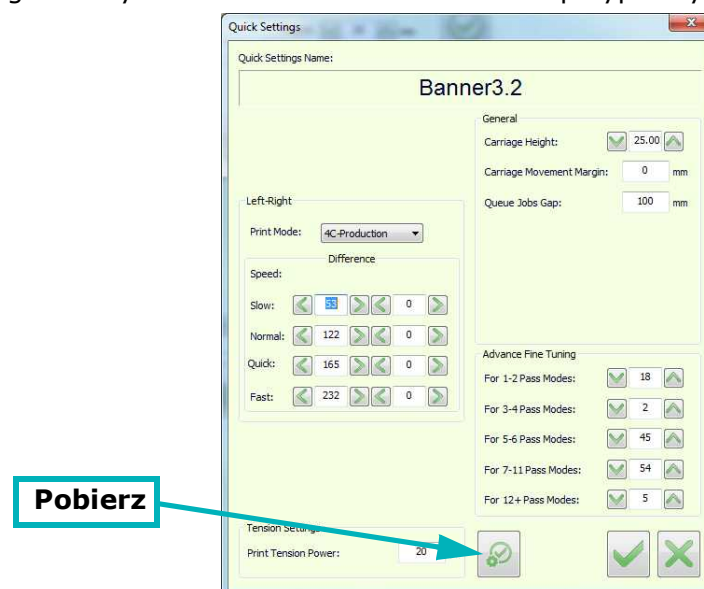 Quick Settings
Quick Settings Name:
Banner3.2
Left-Right
Print Mode: 4C-Production
Difference
Speed:
Slow: 53 0
Normal: 122 0
Quick: 165 0
Fast: 232 0
General
Carriage Height: 25.00
Carriage Movement Margin: 0 mm
Queue Jobs Gap: 100 mm
Advance Fine Tuning
For 1-2 Pass Modes: 18
For 3-4 Pass Modes: 2
For 5-6 Pass Modes: 45
For 7-11 Pass Modes: 54
For 12+ Pass Modes: 5
Pobierz
Tension Settings
Print Tension Power: 20